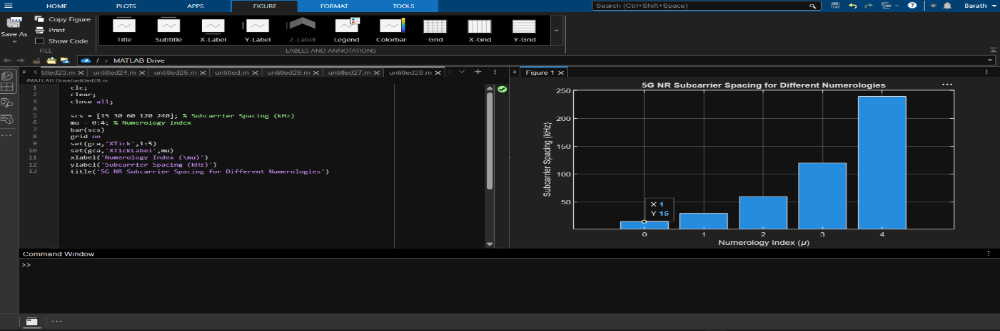 HOME PLOTS APPS FIGURE FORMAT TOOLS Search (Ctrl+Shift+Space) Barath
Save As
Copy Figure
Print
Show Code
FILE
Title Subtitle X-Label Y-Label Z-Label Legend Colorbar Grid X-Grid Y-Grid
LABELS AND ANNOTATIONS
/ > MATLAB Drive
titled23.m untitled24.m untitled25.m untitled.m untitled26.m untitled27.m untitled28.m
/MATLAB Drive/untitled28.m
1 clc;
2 clear;
3 close all;
4
5 scs = [15 30 60 120 240]; % Subcarrier Spacing (kHz)
6 mu = 0:4; % Numerology Index
7 bar(scs)
8 grid on
9 set(gca,'XTick',1:5)
10 set(gca,'XTickLabel',mu)
11 xlabel('Numerology Index (\mu)')
12 ylabel('Subcarrier Spacing (kHz)')
13 title('5G NR Subcarrier Spacing for Different Numerologies')
Figure 1
5G NR Subcarrier Spacing for Different Numerologies
Subcarrier Spacing (kHz)
250
200
150
100
50
X 1
Y 15
0 1 2 3 4
Numerology Index (μ)
Command Window
>>